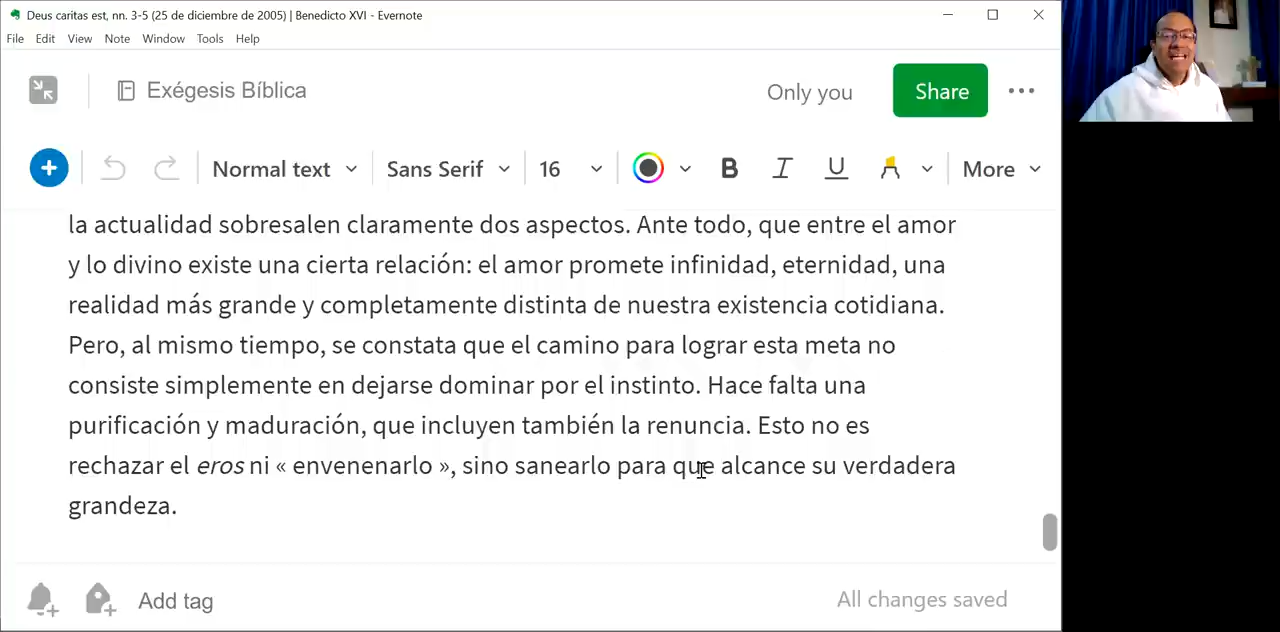 Deus caritas est, nn. 3-5 (25 de diciembre de 2005) | Benedicto XVI - Evernote
File Edit View Note Window Tools Help
Exégesis Bíblica
Only you
Share
Normal text
Sans Serif
16
B I U
More
la actualidad sobresalen claramente dos aspectos. Ante todo, que entre el amor
y lo divino existe una cierta relación: el amor promete infinidad, eternidad, una
realidad más grande y completamente distinta de nuestra existencia cotidiana.
Pero, al mismo tiempo, se constata que el camino para lograr esta meta no
consiste simplemente en dejarse dominar por el instinto. Hace falta una
purificación y maduración, que incluyen también la renuncia. Esto no es
rechazar el eros ni « envenenarlo », sino sanearlo para que alcance su verdadera
grandeza.
Add tag
All changes saved